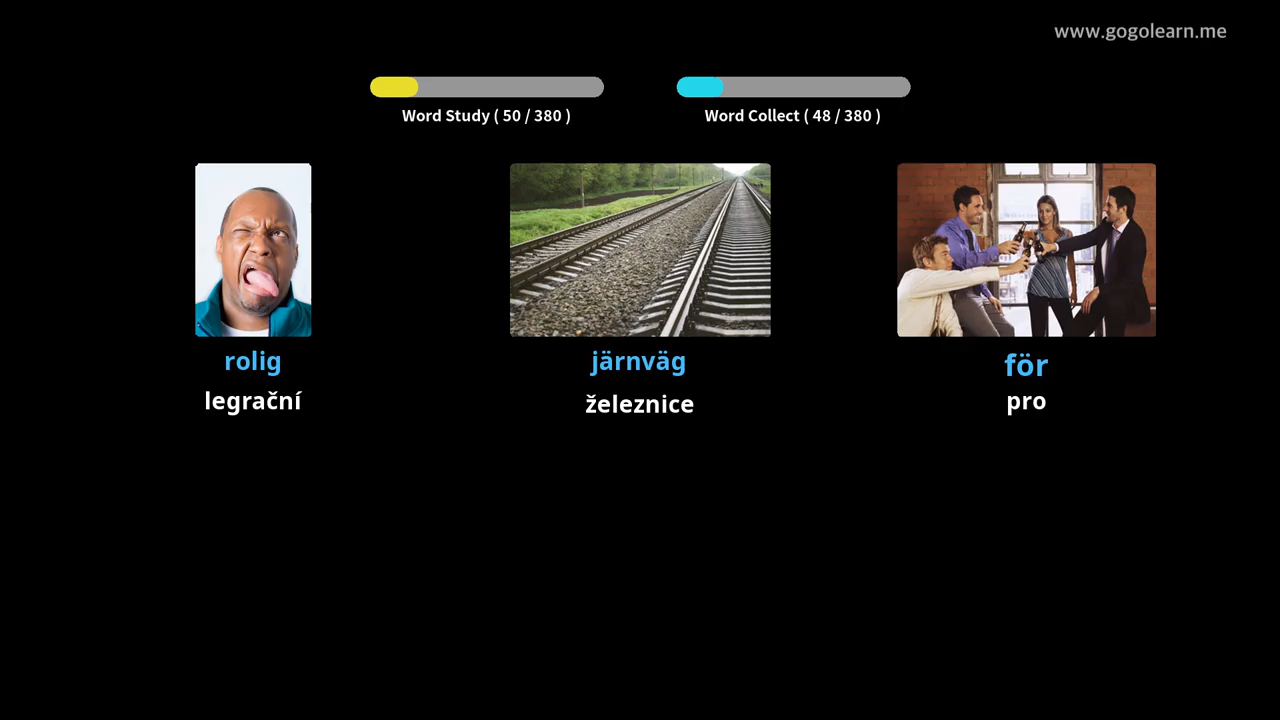 www.gogolearn.me
Word Study ( 50 / 380 )
Word Collect ( 48 / 380 )
rolig
legrační
järnväg
železnice
för
pro